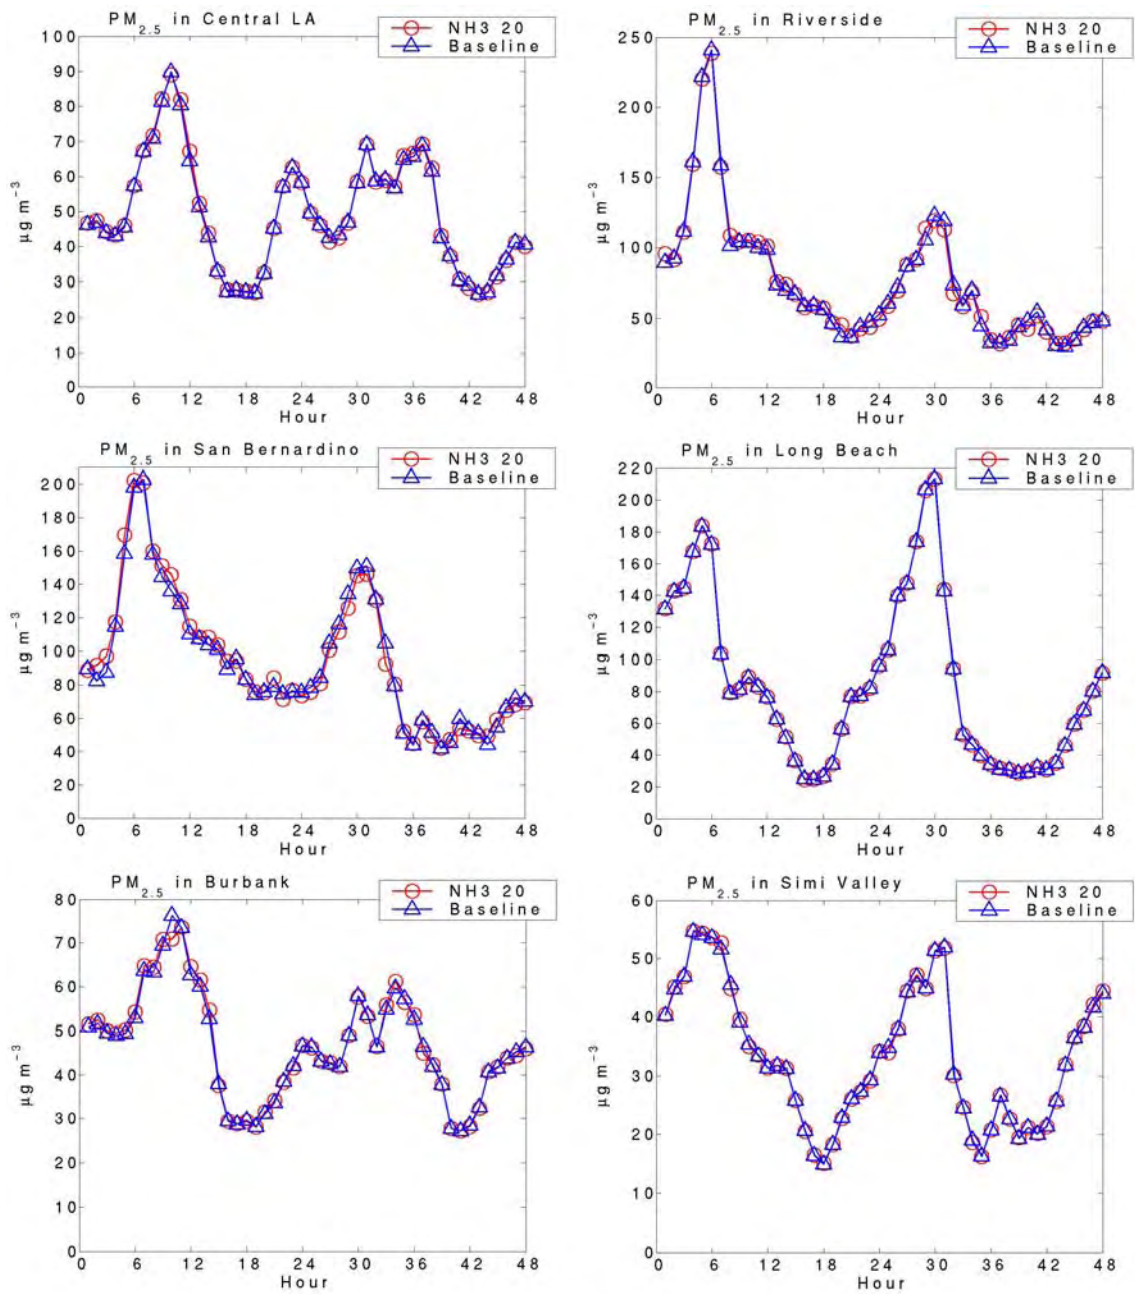 PM2.5 in Central LA
NH3 20
Baseline
100
90
80
70
60
50
40
30
20
10
0
μg m−3
0 6 12 18 24 30 36 42 48
Hour
PM2.5 in Riverside
NH3 20
Baseline
250
200
150
100
50
0
μg m−3
0 6 12 18 24 30 36 42 48
Hour
PM2.5 in San Bernardino
NH3 20
Baseline
200
180
160
140
120
100
80
60
40
20
0
μg m−3
0 6 12 18 24 30 36 42 48
Hour
PM2.5 in Long Beach
NH3 20
Baseline
220
200
180
160
140
120
100
80
60
40
20
0
μg m−3
0 6 12 18 24 30 36 42 48
Hour
PM2.5 in Burbank
NH3 20
Baseline
80
70
60
50
40
30
20
10
0
μg m−3
0 6 12 18 24 30 36 42 48
Hour
PM2.5 in Simi Valley
NH3 20
Baseline
60
50
40
30
20
10
0
μg m−3
0 6 12 18 24 30 36 42 48
Hour